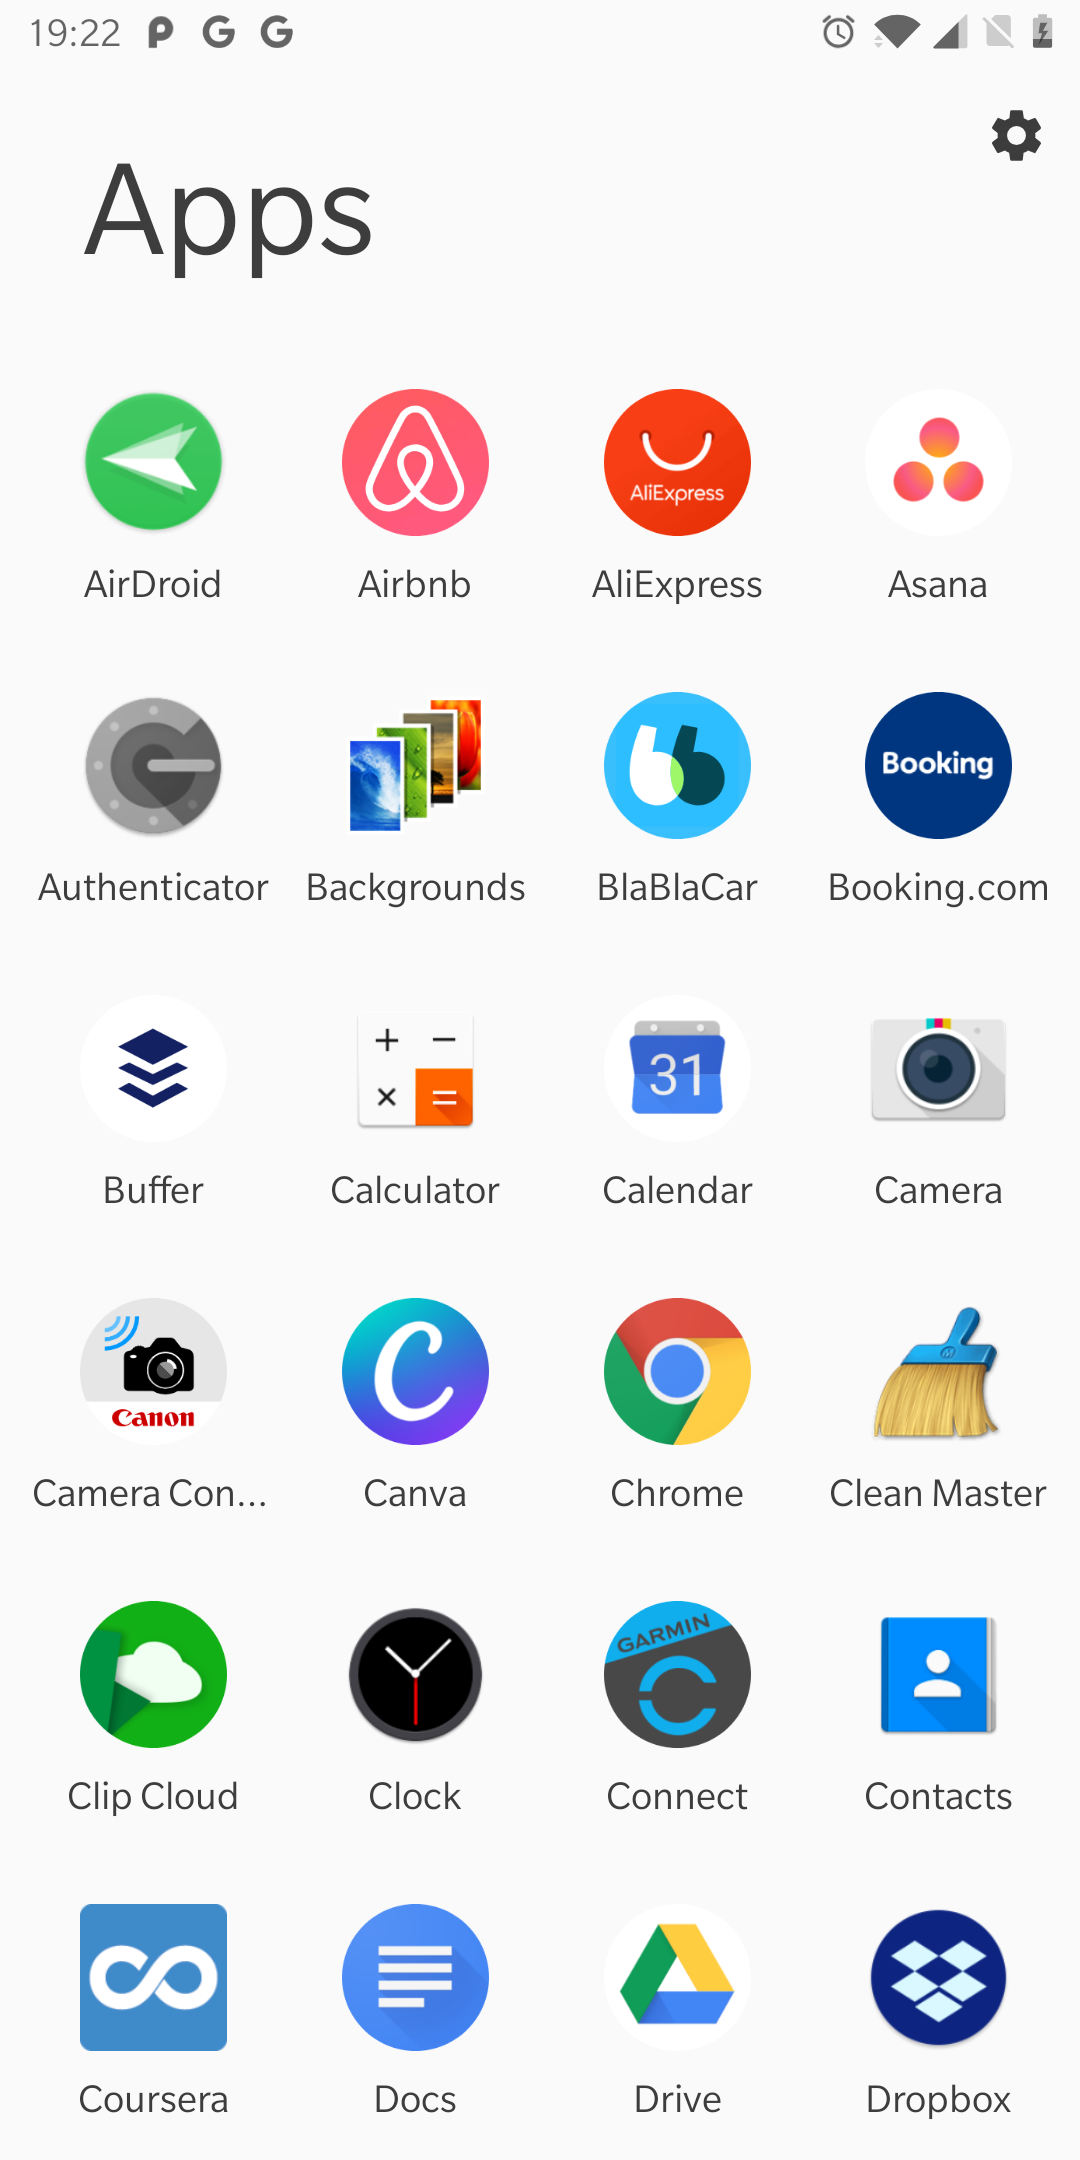 19:22
Apps
AliExpress
AirDroid Airbnb AliExpress Asana
Booking
Authenticator Backgrounds BlaBlaCar Booking.com
31
Buffer Calculator Calendar Camera
Canon
Camera Con... Canva Chrome Clean Master
GARMIN
Clip Cloud Clock Connect Contacts
Coursera Docs Drive Dropbox